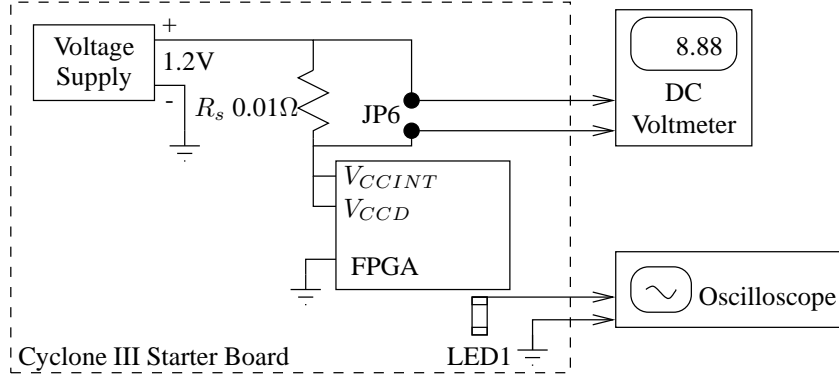 +
Voltage
Supply
1.2V
-
R_s 0.01Ω
JP6
8.88
DC
Voltmeter
V_CCINT
V_CCD
FPGA
Oscilloscope
LED1
Cyclone III Starter Board